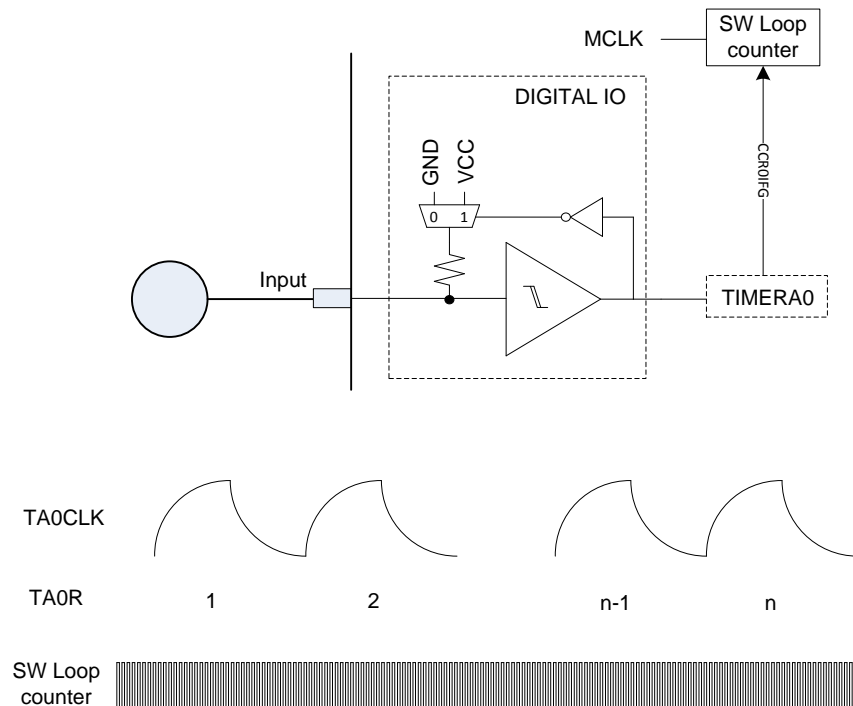 MCLK
SW Loop
counter
DIGITAL IO
GND
VCC
0 1
CCR0IFG
Input
TIMERA0
TA0CLK
TA0R
1 2 n-1 n
SW Loop
counter